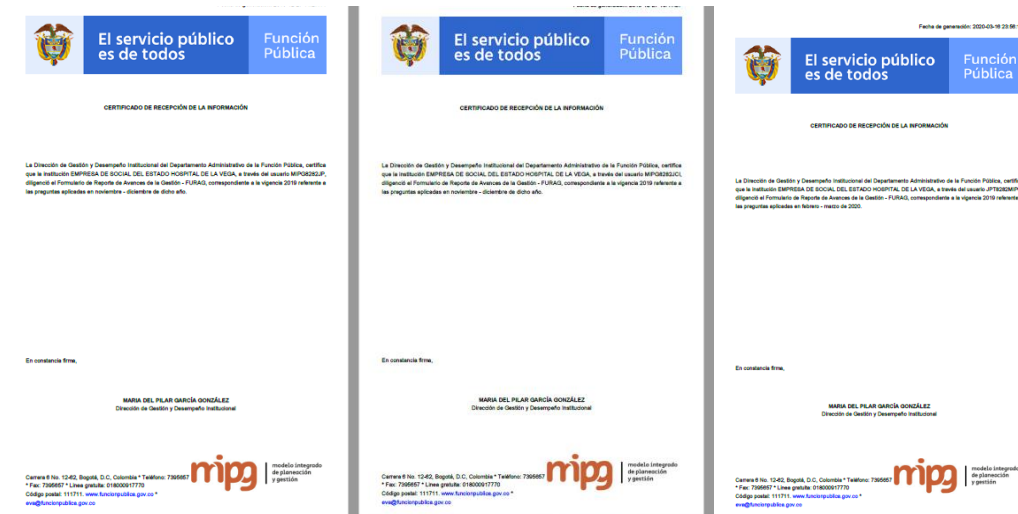 El servicio público
es de todos
Función
Pública
CERTIFICADO DE RECEPCIÓN DE LA INFORMACIÓN
La Dirección de Gestión y Desempeño Institucional del Departamento Administrativo de la Función Pública, certifica
que la institución EMPRESA DE SOCIAL DEL ESTADO HOSPITAL DE LA VEGA, a través del usuario MIPG8282JP,
diligenció el Formulario de Reporte de Avances de la Gestión - FURAG, correspondiente a la vigencia 2019 referente a
las preguntas aplicadas en noviembre - diciembre de dicho año.
En constancia firma,
MARIA DEL PILAR GARCÍA GONZÁLEZ
Dirección de Gestión y Desempeño Institucional
Carrera 6 No. 12-62, Bogotá, D.C, Colombia * Teléfono: 7395657
* Fax: 7395657 * Línea gratuita: 018000917770
Código postal: 111711. www.funcionpublica.gov.co *
eva@funcionpublica.gov.co
mipg
modelo integrado
de planeación
y gestión
El servicio público
es de todos
Función
Pública
CERTIFICADO DE RECEPCIÓN DE LA INFORMACIÓN
La Dirección de Gestión y Desempeño Institucional del Departamento Administrativo de la Función Pública, certifica
que la institución EMPRESA DE SOCIAL DEL ESTADO HOSPITAL DE LA VEGA, a través del usuario MIPG8282JCI,
diligenció el Formulario de Reporte de Avances de la Gestión - FURAG, correspondiente a la vigencia 2019 referente a
las preguntas aplicadas en noviembre - diciembre de dicho año.
En constancia firma,
MARIA DEL PILAR GARCÍA GONZÁLEZ
Dirección de Gestión y Desempeño Institucional
Carrera 6 No. 12-62, Bogotá, D.C, Colombia * Teléfono: 7395657
* Fax: 7395657 * Línea gratuita: 018000917770
Código postal: 111711. www.funcionpublica.gov.co *
eva@funcionpublica.gov.co
mipg
modelo integrado
de planeación
y gestión
Fecha de generación: 2020-03-16 23:56:1
El servicio público
es de todos
Función
Pública
CERTIFICADO DE RECEPCIÓN DE LA INFORMACIÓN
La Dirección de Gestión y Desempeño Institucional del Departamento Administrativo de la Función Pública, certifi
que la institución EMPRESA DE SOCIAL DEL ESTADO HOSPITAL DE LA VEGA, a través del usuario JPT8282MIP
diligenció el Formulario de Reporte de Avances de la Gestión - FURAG, correspondiente a la vigencia 2019 referente
las preguntas aplicadas en febrero - marzo de 2020.
En constancia firma,
MARIA DEL PILAR GARCÍA GONZÁLEZ
Dirección de Gestión y Desempeño Institucional
Carrera 6 No. 12-62, Bogotá, D.C, Colombia * Teléfono: 7395657
* Fax: 7395657 * Línea gratuita: 018000917770
Código postal: 111711. www.funcionpublica.gov.co *
eva@funcionpublica.gov.co
mipg
modelo integrado
de planeación
y gestión